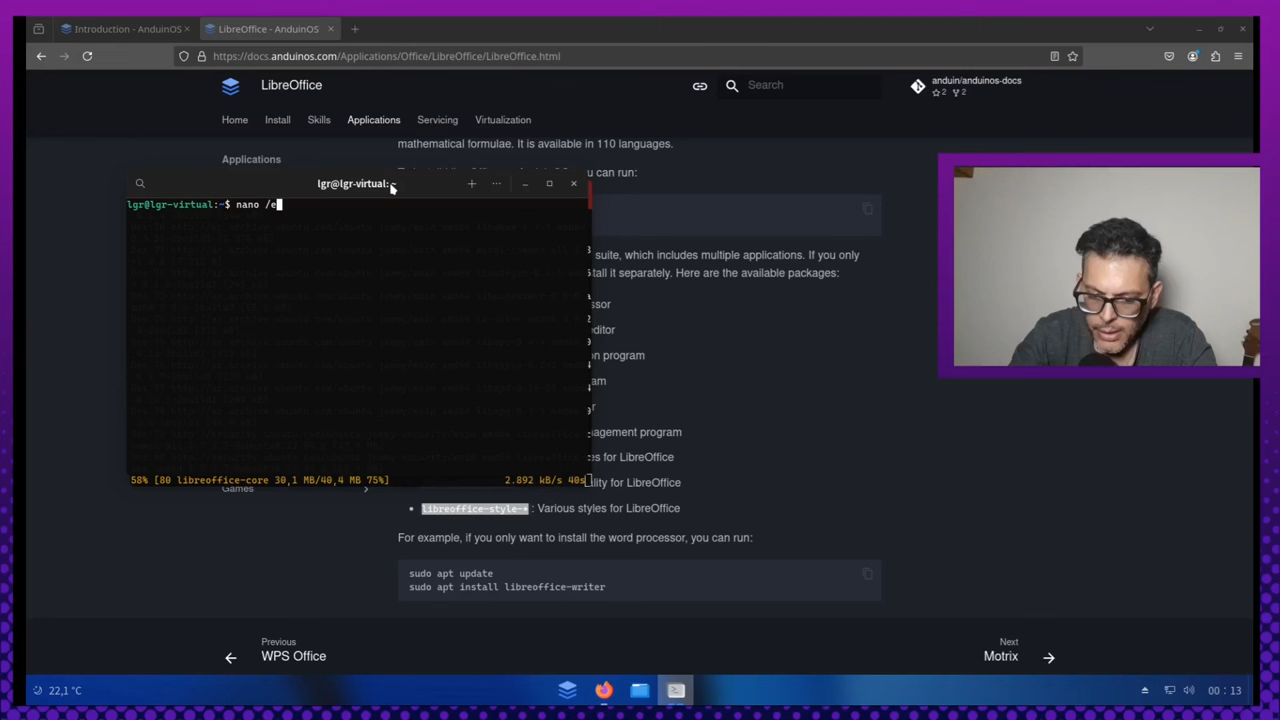 Introduction - AnduinOS
LibreOffice - AnduinOS
https://docs.anduinos.com/Applications/Office/LibreOffice/LibreOffice.html
LibreOffice
Search
anduin/anduinos-docs
2 2
Home Install Skills Applications Servicing Virtualization
Applications
mathematical formulae. It is available in 110 languages.
ou can run:
lgr@lgr-virtual:~
lgr@lgr-virtual:~$ nano /e
suite, which includes multiple applications. If you only
tall it separately. Here are the available packages:
ssor
editor
on program
am
r
agement program
es for LibreOffice
58% [80 libreoffice-core 30,1 MB/40,4 MB 75%] 2.892 kB/s 40s
ility for LibreOffice
Games
libreoffice-style-* : Various styles for LibreOffice
For example, if you only want to install the word processor, you can run:
sudo apt update
sudo apt install libreoffice-writer
Previous
WPS Office
Next
Motrix
22,1 °C
00 : 13